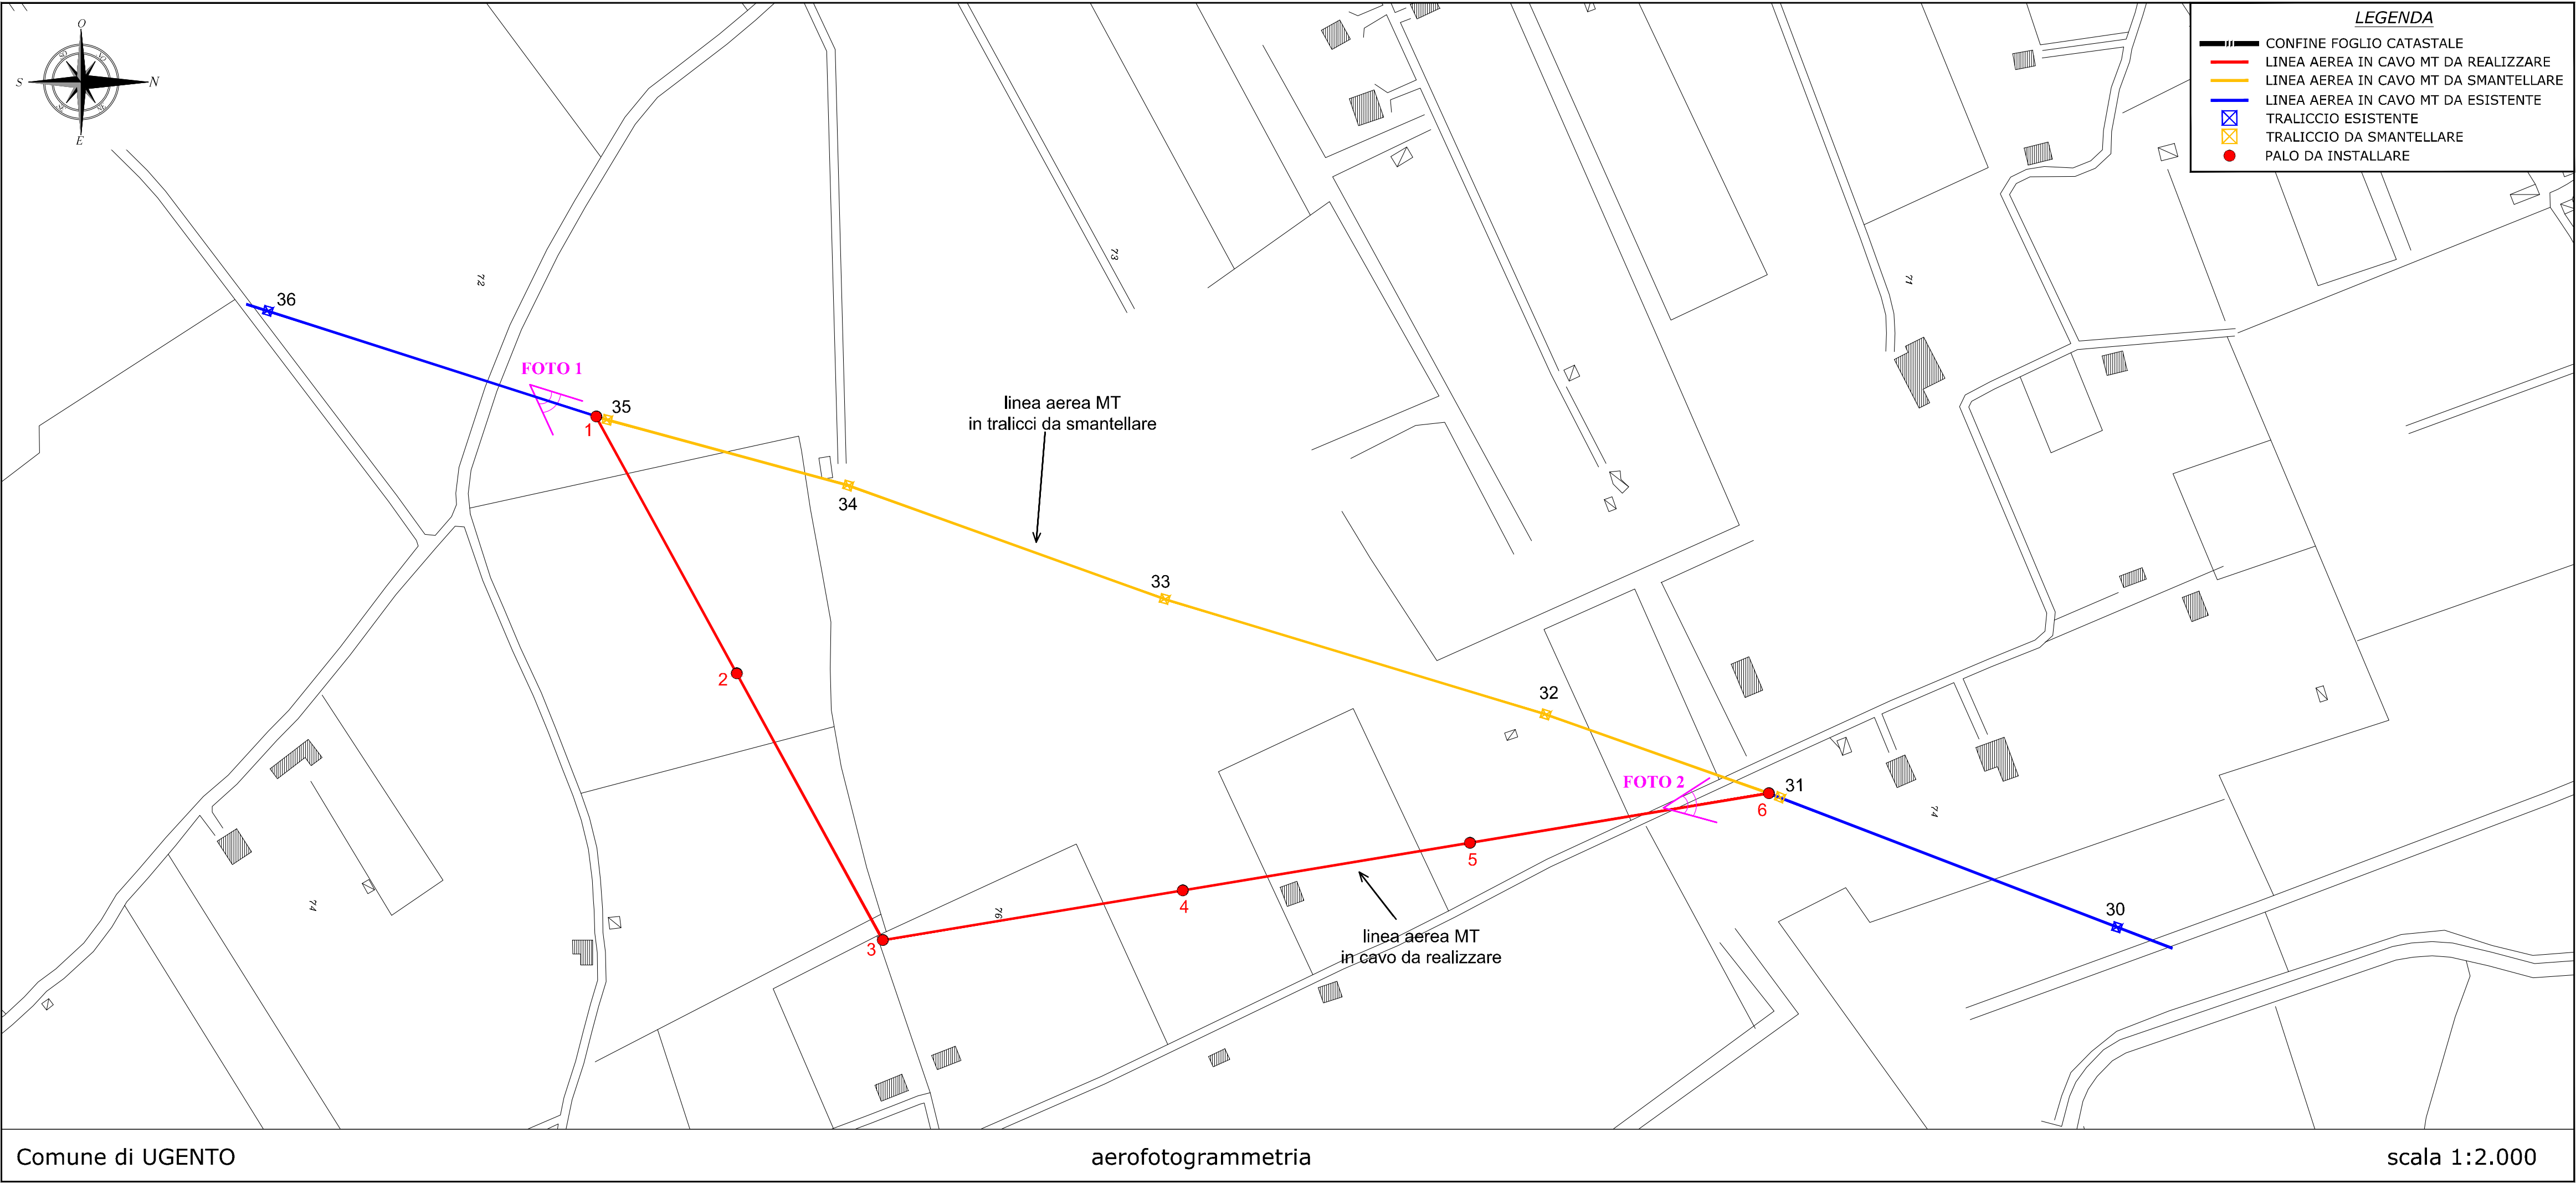 O
S
N
E
LEGENDA
CONFINE FOGLIO CATASTALE
LINEA AEREA IN CAVO MT DA REALIZZARE
LINEA AEREA IN CAVO MT DA SMANTELLARE
LINEA AEREA IN CAVO MT DA ESISTENTE
TRALICCIO ESISTENTE
TRALICCIO DA SMANTELLARE
PALO DA INSTALLARE
73
72
71
36
FOTO 1
35
1
linea aerea MT
in tralicci da smantellare
34
33
2
32
FOTO 2
31
6
74
5
4
74
76
30
3
linea aerea MT
in cavo da realizzare
Comune di UGENTO
aerofotogrammetria
scala 1:2.000